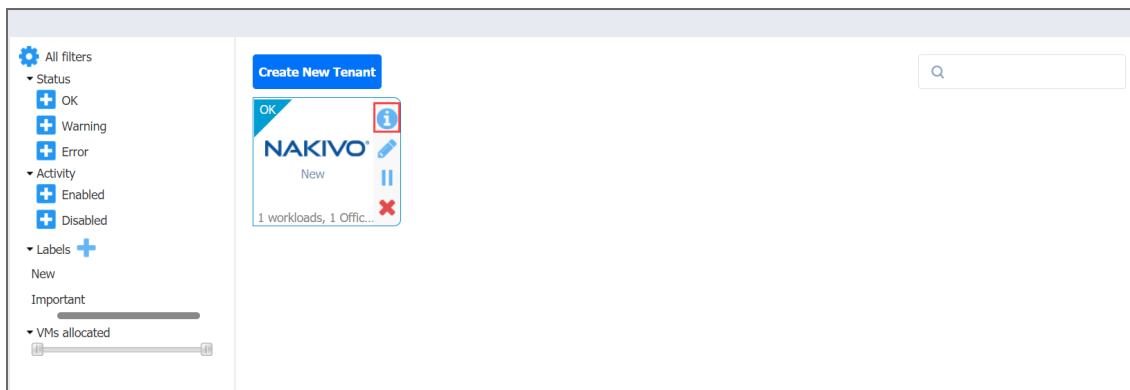 All filters
Status
OK
Warning
Error
Activity
Enabled
Disabled
Labels
New
Important
VMs allocated
Create New Tenant
OK
NAKIVO®
New
1 workloads, 1 Offic...